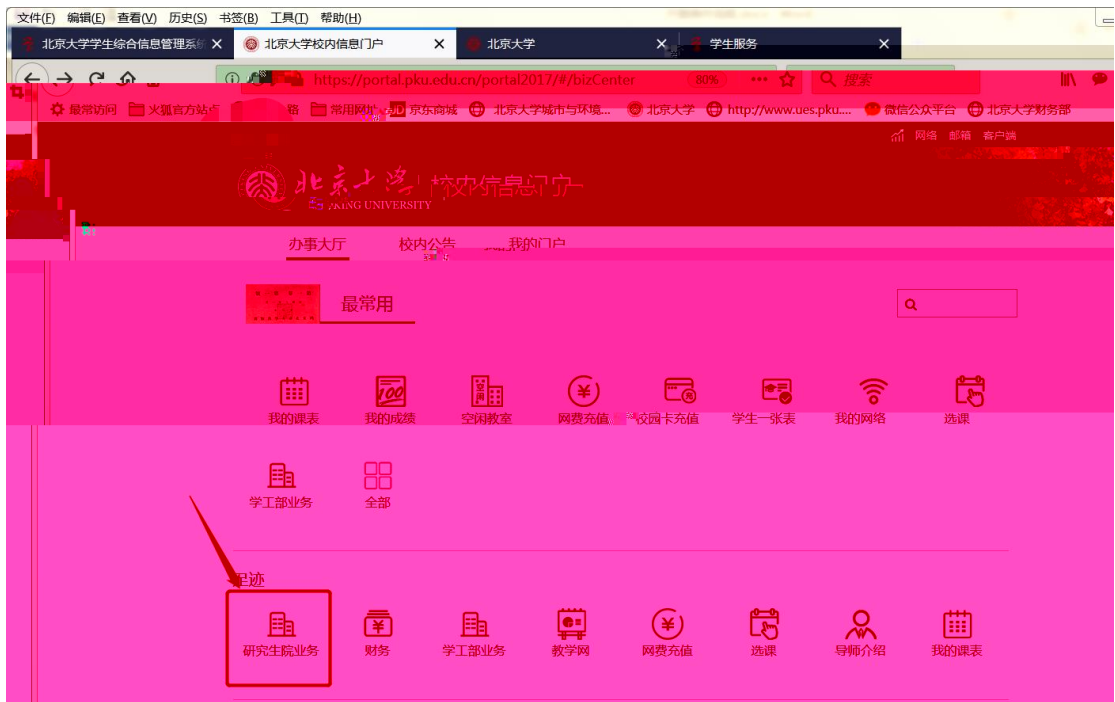 文件(F) 编辑(E) 查看(V) 历史(S) 书签(B) 工具(T) 帮助(H)
北京大学学生综合信息管理系统 北京大学校内信息门户 北京大学 学生服务
https://portal.pku.edu.cn/portal2017/#/bizCenter 80% 搜索
最常访问 火狐官方站点 常用网址 JD 京东商城 北京大学城市与环境... 北京大学 http://www.ues.pku.... 微信公众平台 北京大学财务部
网络 邮箱 客户端
北京大学 校内信息门户
PEKING UNIVERSITY
办事大厅 校内公告 我的门户
最常用
我的课表 我的成绩 空闲教室 网费充值 校园卡充值 学生一张表 我的网络 选课
学工部业务 全部
足迹
研究生院业务 财务 学工部业务 教学网 网费充值 选课 导师介绍 我的课表